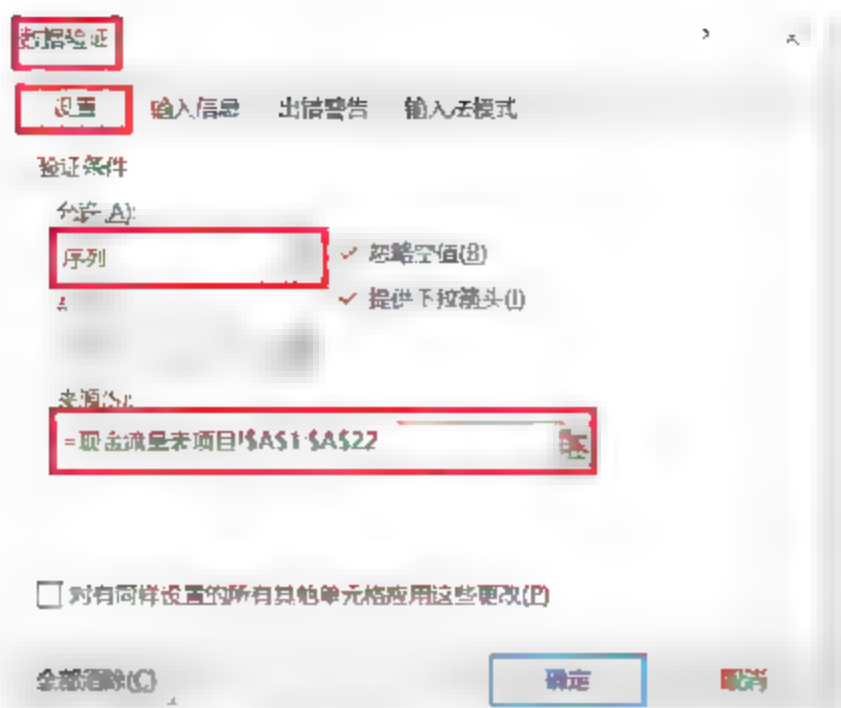 数据验证
设置 输入信息 出错警告 输入法模式
验证条件
允许(A):
序列
忽略空值(B)
提供下拉箭头(I)
来源(S):
=现金流量表项目!$A$1:$A$22
对有同样设置的所有其他单元格应用这些更改(P)
全部清除(C) 确定 取消